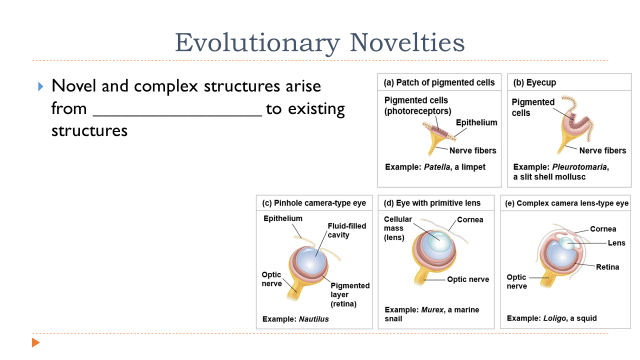 Evolutionary Novelties
Novel and complex structures arise
from _________________ to existing
structures
(a) Patch of pigmented cells
Pigmented cells
(photoreceptors)
Epithelium
Nerve fibers
Example: Patella, a limpet
(b) Eyecup
Pigmented
cells
Nerve fibers
Example: Pleurotomaria,
a slit shell mollusc
(c) Pinhole camera-type eye
Epithelium
Fluid-filled
cavity
Optic
nerve
Pigmented
layer
(retina)
Example: Nautilus
(d) Eye with primitive lens
Cellular
mass
(lens)
Cornea
Optic nerve
Example: Murex, a marine
snail
(e) Complex camera lens-type eye
Cornea
Lens
Retina
Optic
nerve
Example: Loligo, a squid